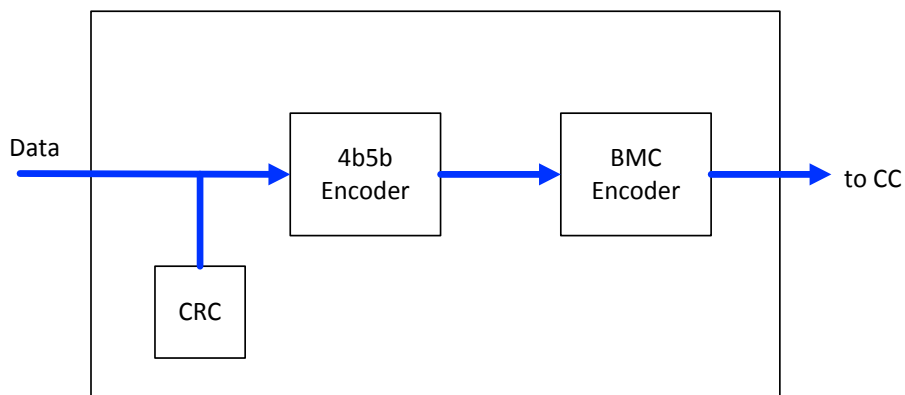 Data
4b5b
Encoder
BMC
Encoder
to CC
CRC